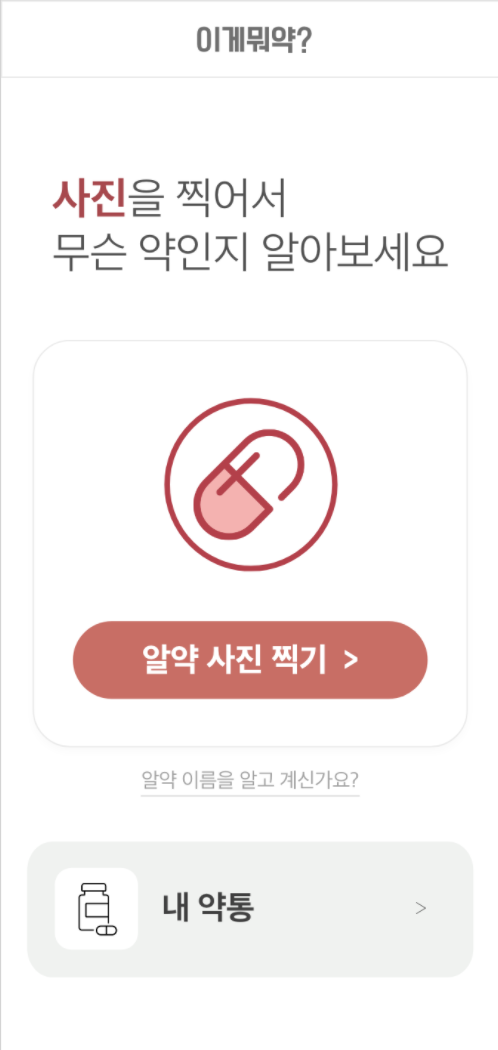 이게뭐약?
사진을 찍어서
무슨 약인지 알아보세요
알약 사진 찍기 >
알약 이름을 알고 계신가요?
내 약통 >